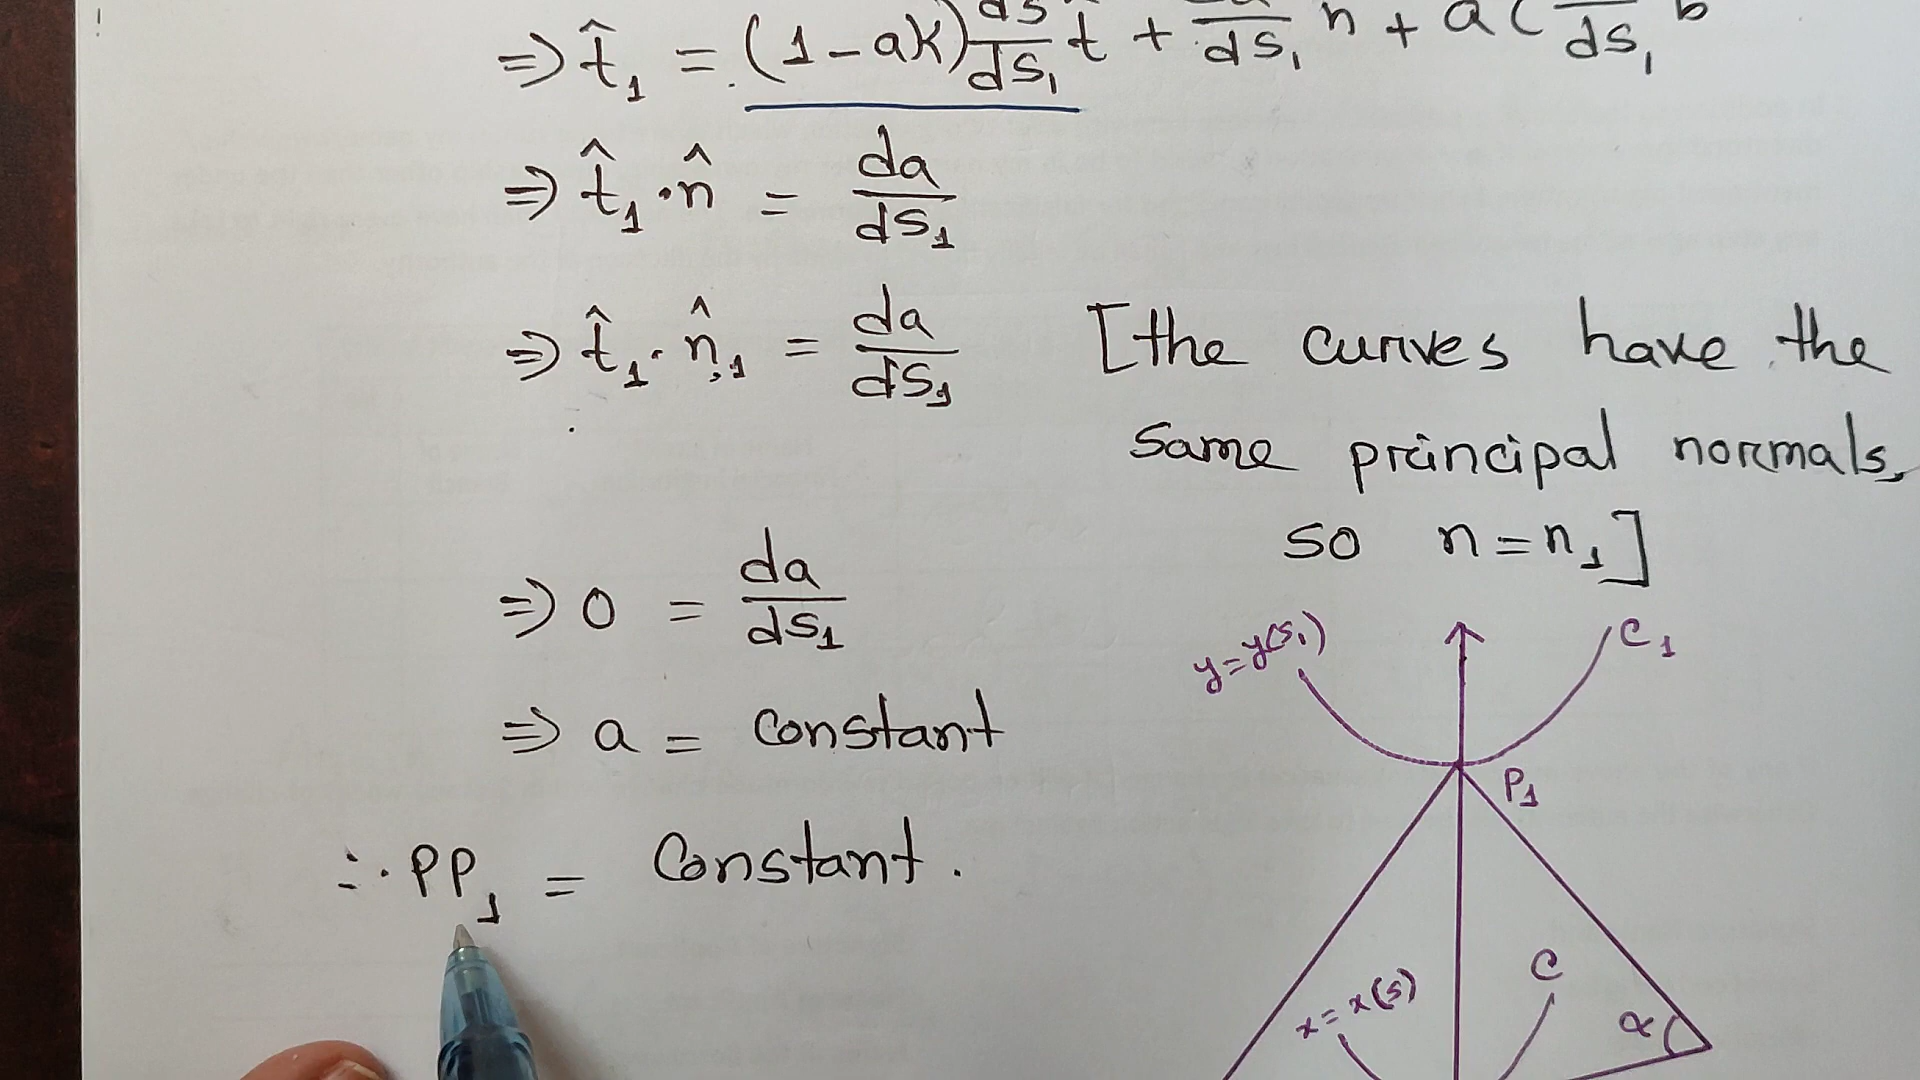 ⇒ t̂₁ = (1-aK) ds/ds₁ t̂ + da/ds₁ n + a ds₁ b
⇒ t̂₁·n̂ = da/ds₁
⇒ t̂₁·n̂₁ = da/ds₁ [the curves have the
same principal normals,
so n = n₁]
⇒ 0 = da/ds₁
⇒ a = constant
∴ PP₁ = Constant.
y=y(s₁)
C₁
P₁
x=x(s)
C
α